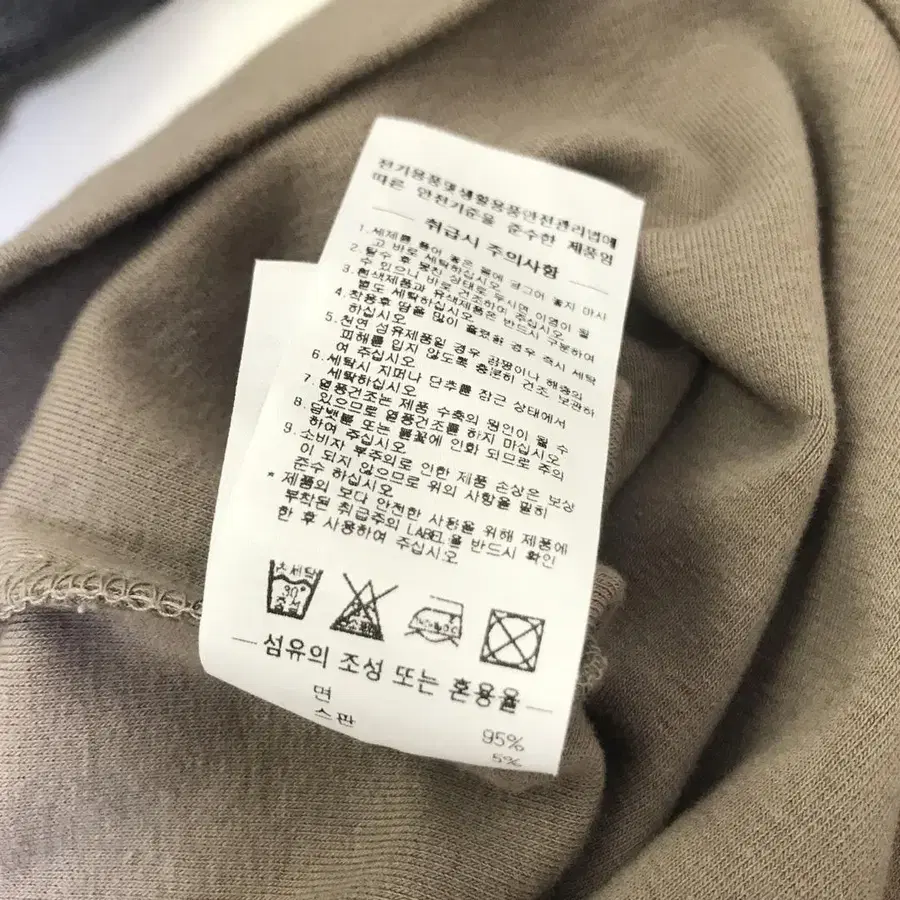 전기용품및생활용품안전관리법에
따른 안전기준을 준수한 제품임
취급시 주의사항
1. 세제를 풀어 놓은 물에 담그어 놓지 마시
고 바로 세탁하십시오
2. 탈수 후 뭉친 상태로 두시면 이염이 될
수 있으니 바로 건조하여 주십시오
3. 흰색제품과 유색제품은 반드시 구분하여
별도 세탁하십시오
4. 착용후 땀을 많이 흘렸을 경우 즉시 세탁
하십시오
5. 천연 섬유제품일 경우 곰팡이나 해충의
피해를 입지 않도록 충분히 건조 보관하
여 주십시오
6. 세탁시 지퍼나 단추를 잠근 상태에서
세탁하십시오
7. 열풍건조는 제품 수축의 원인이 될 수
있으므로 열풍건조를 하지 마십시오
8. 담뱃불 또는 불꽃에 인화 되므로 주의
하여 주십시오
9. 소비자 부주의로 인한 제품 손상은 보상
이 되지 않으므로 위의 사항을 필히
준수 하십시오
* 제품의 보다 안전한 사항을 위해 제품에
부착된 취급주의 LABEL을 반드시 확인
한 후 사용하여 주십시오
손세탁
30°
중성
섬유의 조성 또는 혼용율
면 95%
스판 5%